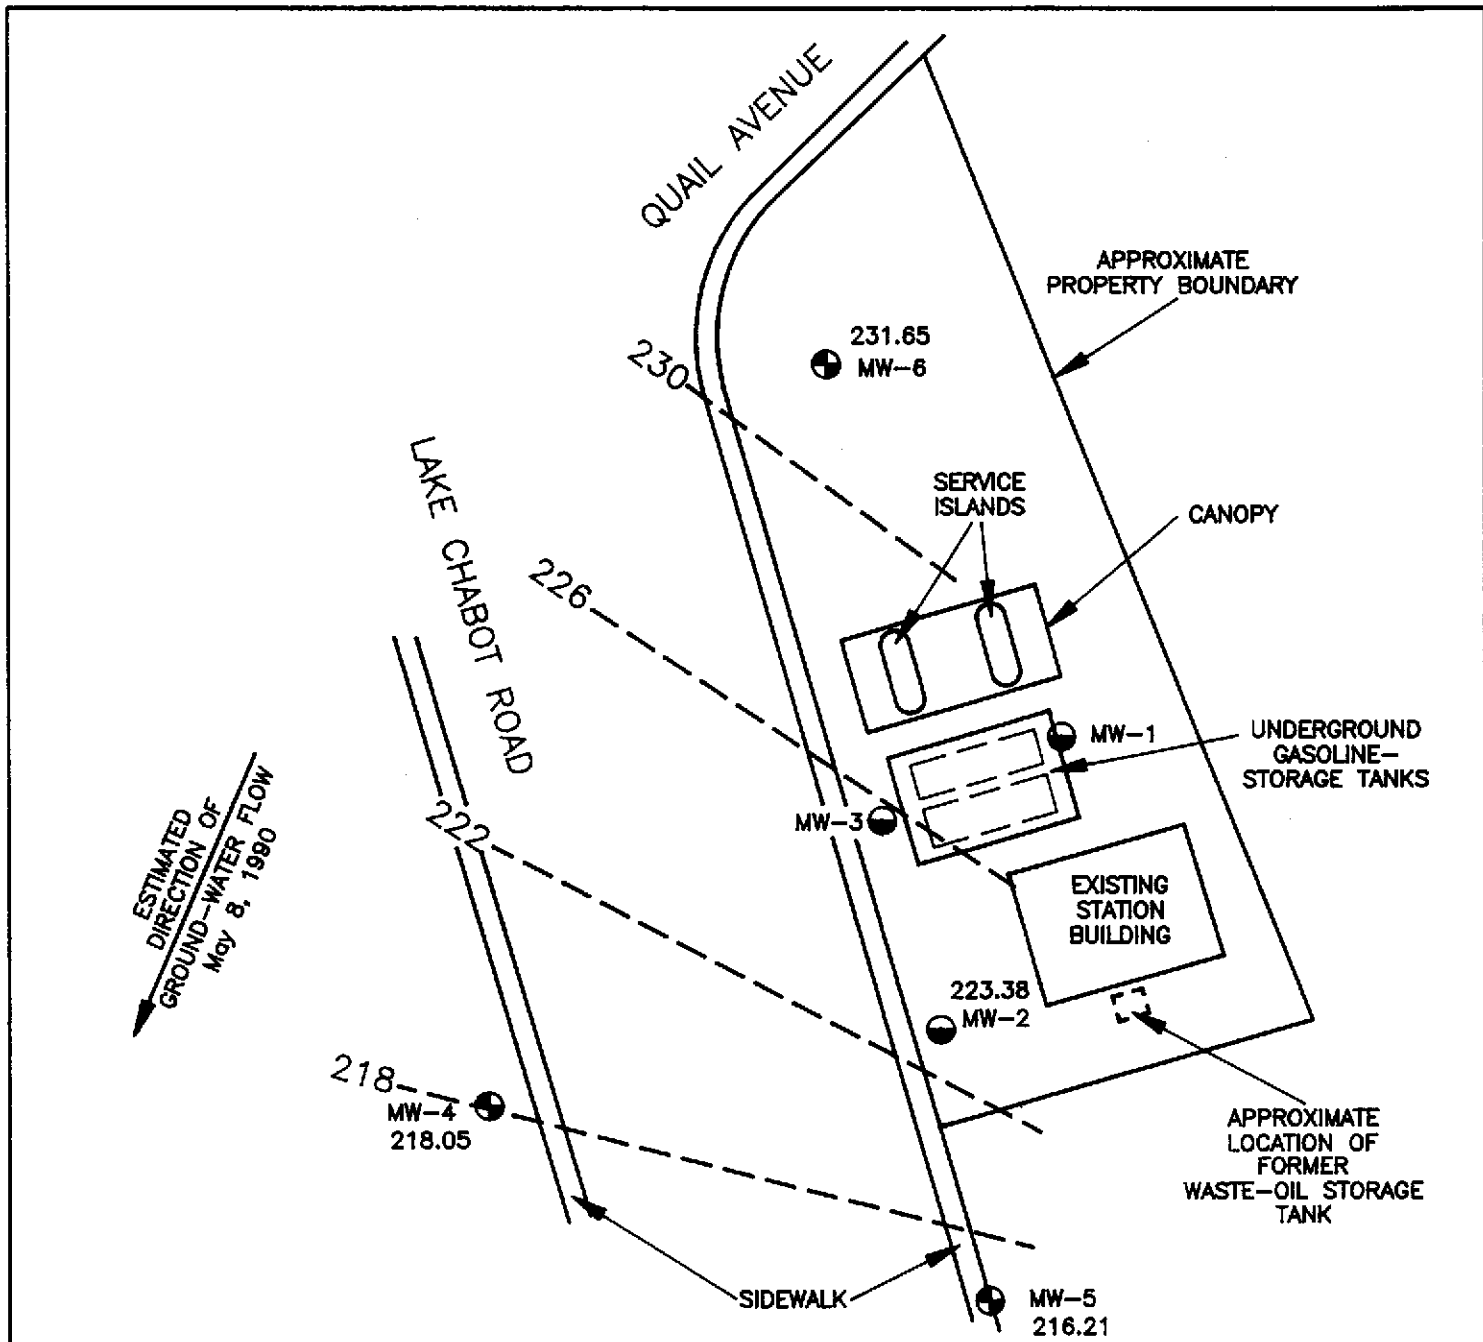 QUAIL AVENUE
APPROXIMATE
PROPERTY BOUNDARY
231.65
MW-6
230
LAKE CHABOT ROAD
SERVICE
ISLANDS
CANOPY
226
MW-1
UNDERGROUND
GASOLINE-
STORAGE TANKS
222
MW-3
ESTIMATED
DIRECTION OF
GROUND-WATER FLOW
May 8, 1990
EXISTING
STATION
BUILDING
223.38
MW-2
218
MW-4
218.05
APPROXIMATE
LOCATION OF
FORMER
WASTE-OIL STORAGE
TANK
SIDEWALK
MW-5
216.21